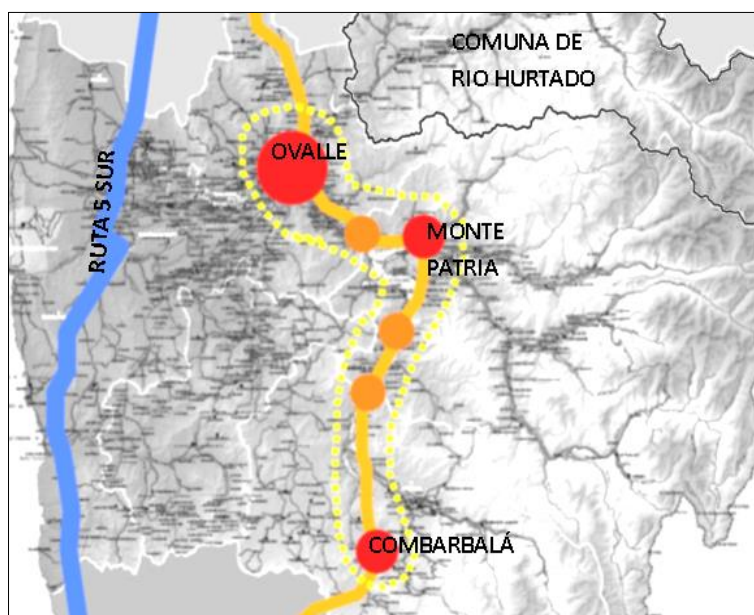 COMUNA DE
RIO HURTADO
OVALLE
RUTA 5 SUR
MONTE
PATRIA
COMBARBALÁ